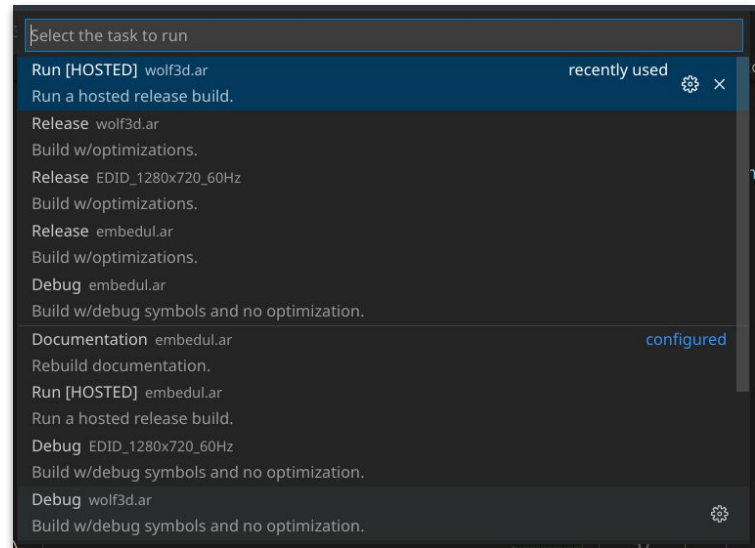 Select the task to run
Run [HOSTED] wolf3d.ar recently used
Run a hosted release build.
Release wolf3d.ar
Build w/optimizations.
Release EDID_1280x720_60Hz
Build w/optimizations.
Release embedul.ar
Build w/optimizations.
Debug embedul.ar
Build w/debug symbols and no optimization.
Documentation embedul.ar configured
Rebuild documentation.
Run [HOSTED] embedul.ar
Run a hosted release build.
Debug EDID_1280x720_60Hz
Build w/debug symbols and no optimization.
Debug wolf3d.ar
Build w/debug symbols and no optimization.